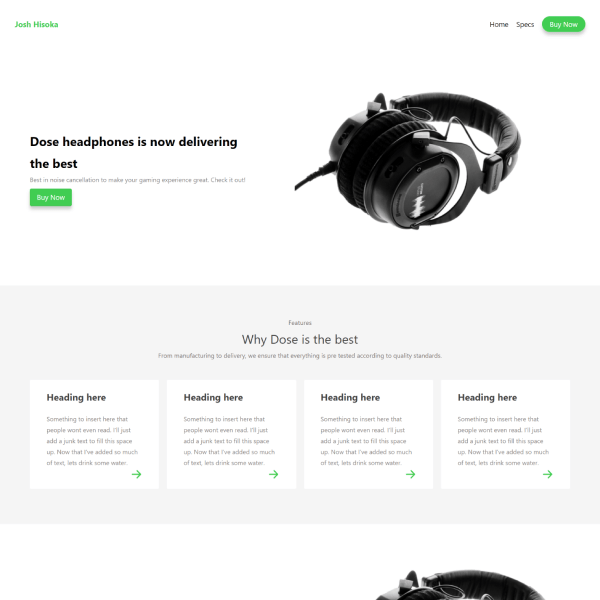 Josh Hisoka
Home Specs Buy Now
Dose headphones is now delivering
the best
Best in noise cancellation to make your gaming experience great. Check it out!
Buy Now
Features
Why Dose is the best
From manufacturing to delivery, we ensure that everything is pre tested according to quality standards.
Heading here
Something to insert here that
people wont even read. I'll just
add a junk text to fill this space
up. Now that I've added so much
of text, lets drink some water.
Heading here
Something to insert here that
people wont even read. I'll just
add a junk text to fill this space
up. Now that I've added so much
of text, lets drink some water.
Heading here
Something to insert here that
people wont even read. I'll just
add a junk text to fill this space
up. Now that I've added so much
of text, lets drink some water.
Heading here
Something to insert here that
people wont even read. I'll just
add a junk text to fill this space
up. Now that I've added so much
of text, lets drink some water.